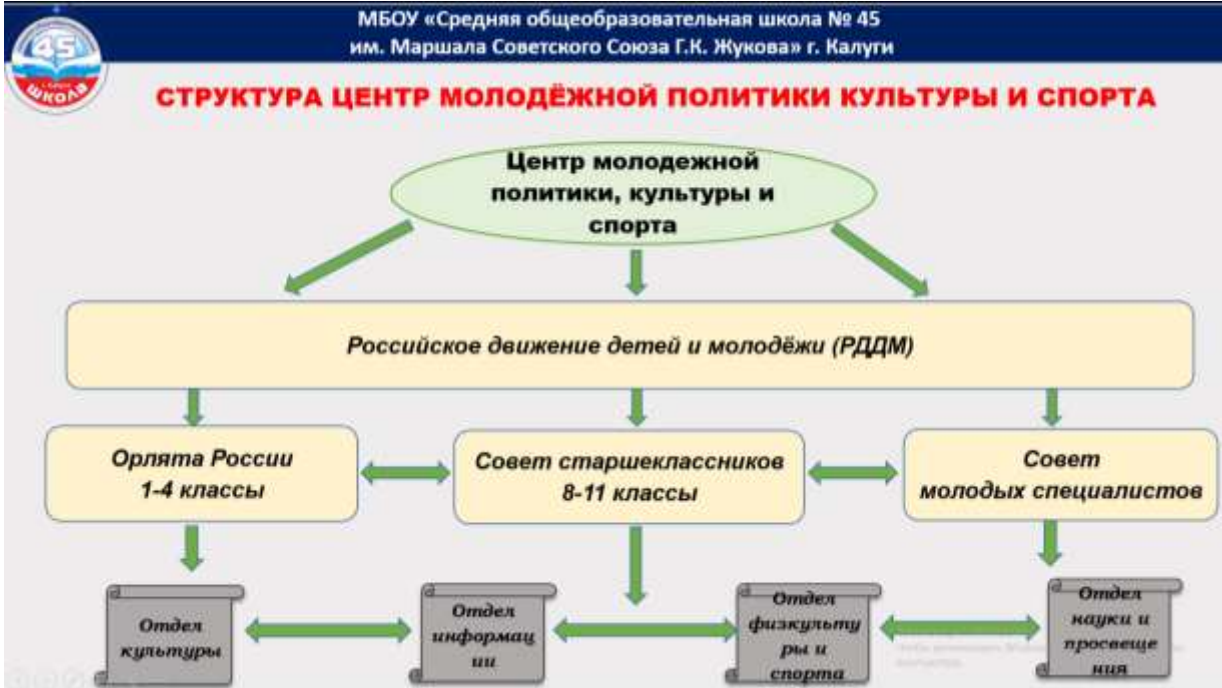 МБОУ «Средняя общеобразовательная школа № 45
им. Маршала Советского Союза Г.К. Жукова» г. Калуги
45
ШКОЛА
СТРУКТУРА ЦЕНТР МОЛОДЁЖНОЙ ПОЛИТИКИ КУЛЬТУРЫ И СПОРТА
Центр молодежной
политики, культуры и
спорта
Российское движение детей и молодёжи (РДДМ)
Орлята России
1-4 классы
Совет старшеклассников
8-11 классы
Совет
молодых специалистов
Отдел
культуры
Отдел
информац
ии
Отдел
физкульту
ры и
спорта
Отдел
науки и
просвеще
ния